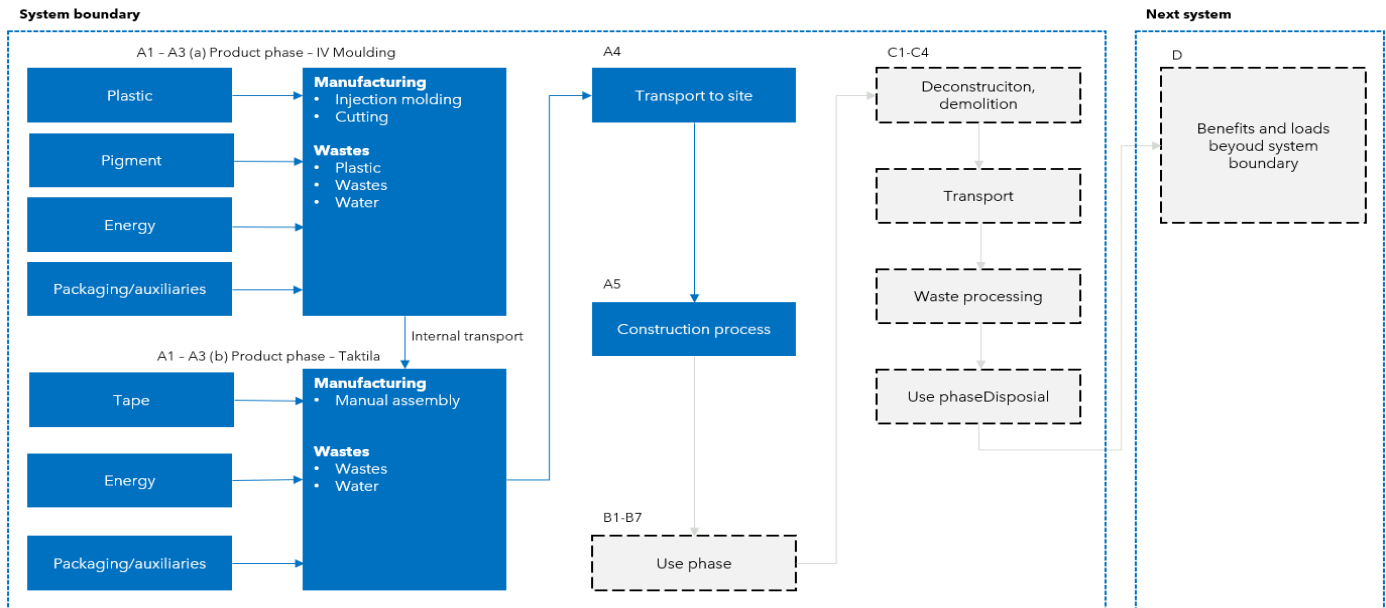 System boundary
Next system
A1 – A3 (a) Product phase – IV Moulding
Plastic
Pigment
Energy
Packaging/auxiliaries
Manufacturing
• Injection molding
• Cutting
Wastes
• Plastic
• Wastes
• Water
Internal transport
A1 – A3 (b) Product phase – Taktila
Tape
Energy
Packaging/auxiliaries
Manufacturing
• Manual assembly
Wastes
• Wastes
• Water
A4
Transport to site
A5
Construction process
B1-B7
Use phase
C1-C4
Deconstruciton,
demolition
Transport
Waste processing
Use phaseDisposial
D
Benefits and loads
beyoud system
boundary